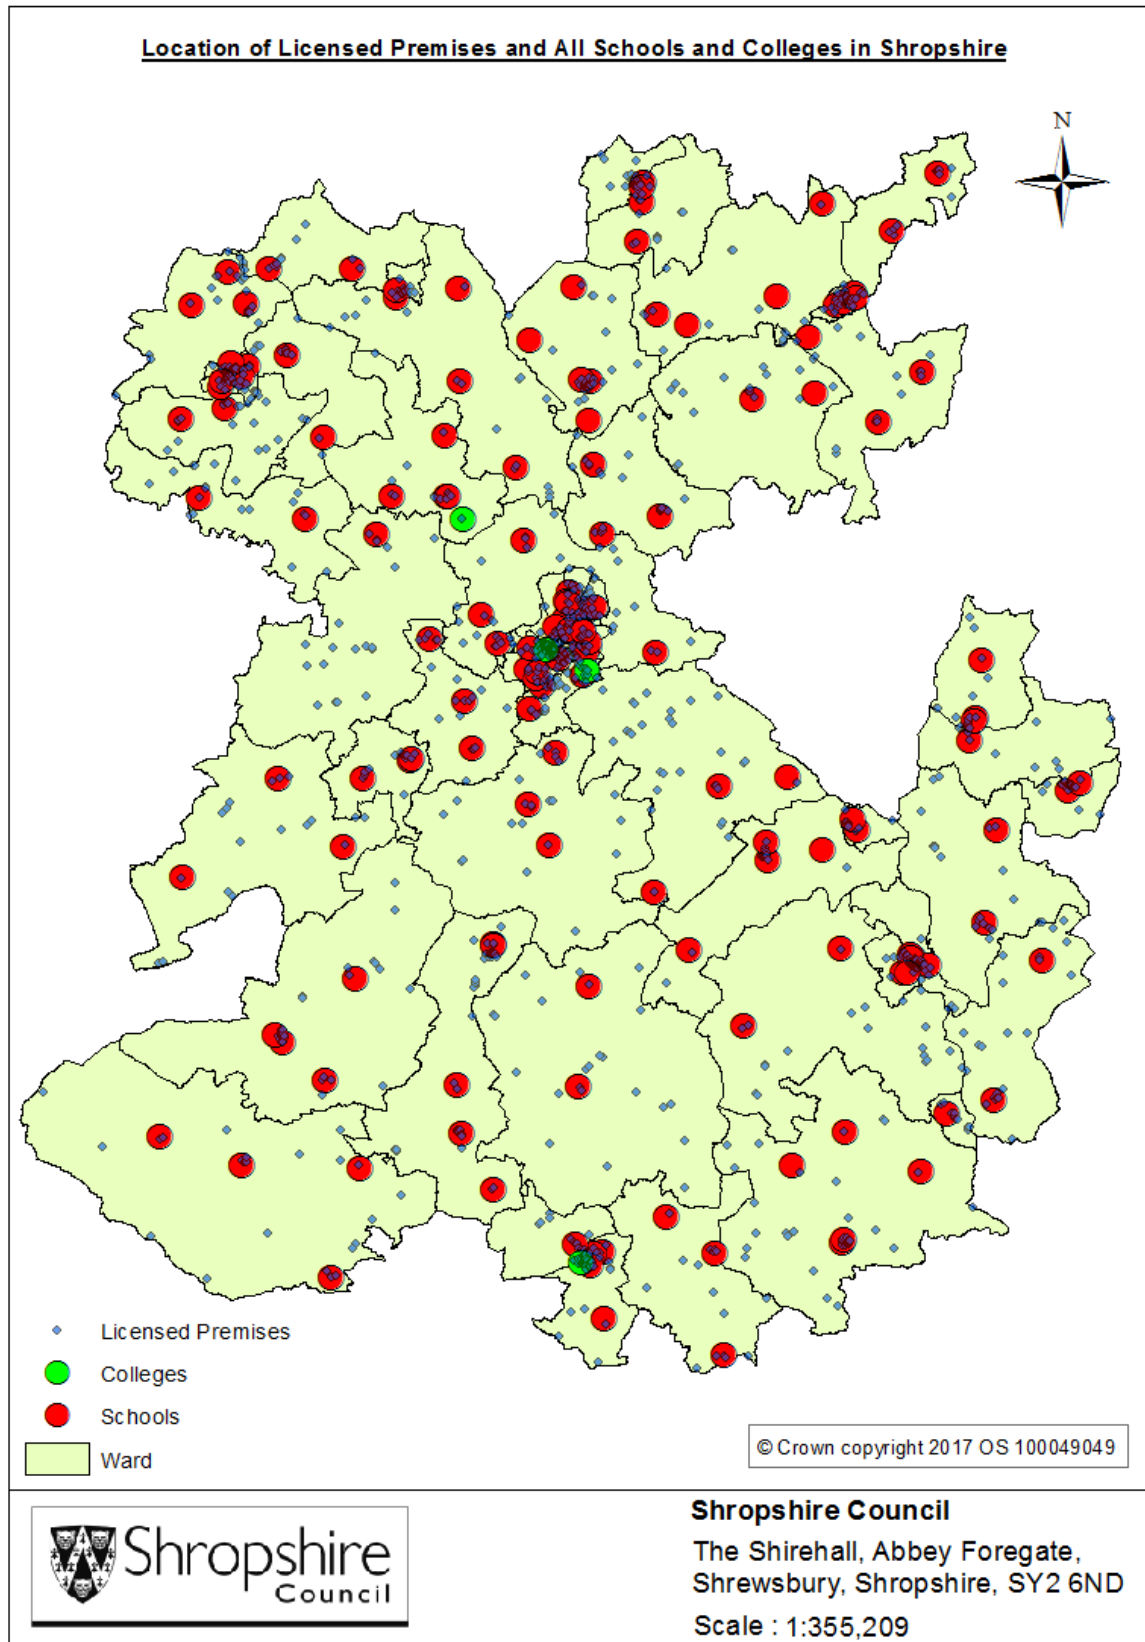 Location of Licensed Premises and All Schools and Colleges in Shropshire
N
Licensed Premises
Colleges
Schools
Ward
© Crown copyright 2017 OS 100049049
Shropshire
Council
Shropshire Council
The Shirehall, Abbey Foregate,
Shrewsbury, Shropshire, SY2 6ND
Scale : 1:355,209